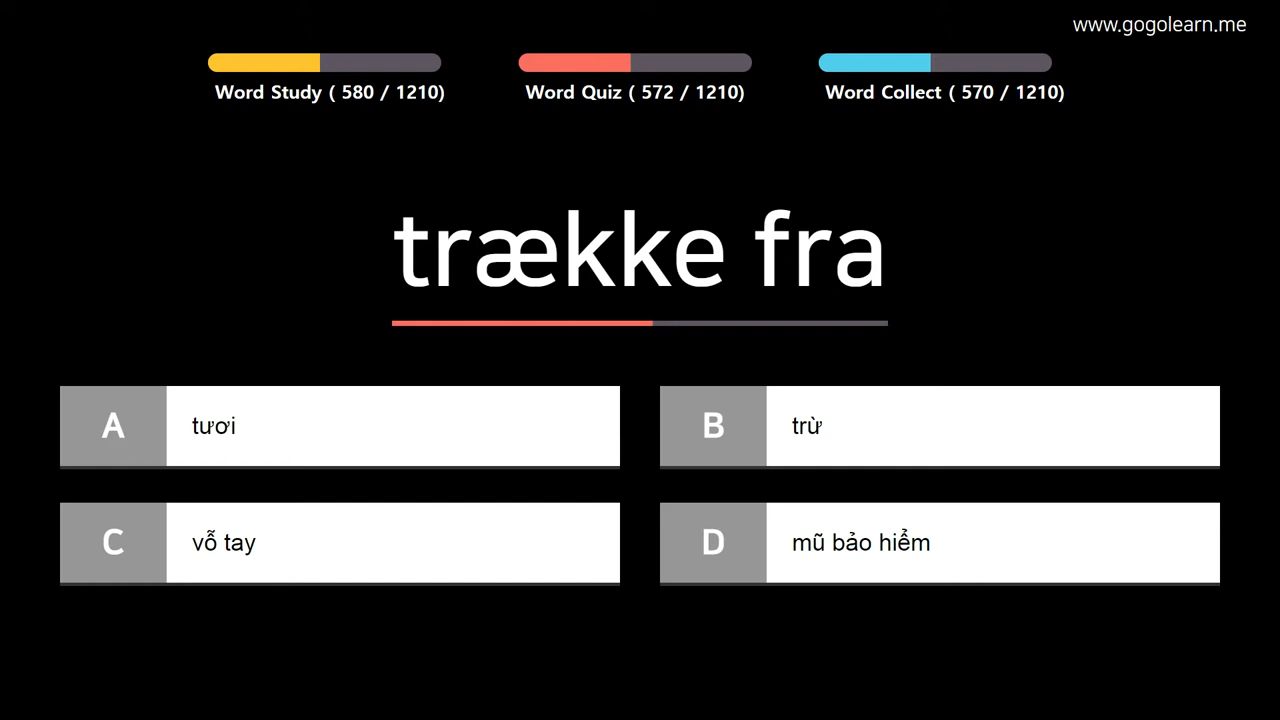 www.gogolearn.me
Word Study ( 580 / 1210)
Word Quiz ( 572 / 1210)
Word Collect ( 570 / 1210)
trække fra
A
tươi
B
trừ
C
vỗ tay
D
mũ bảo hiểm